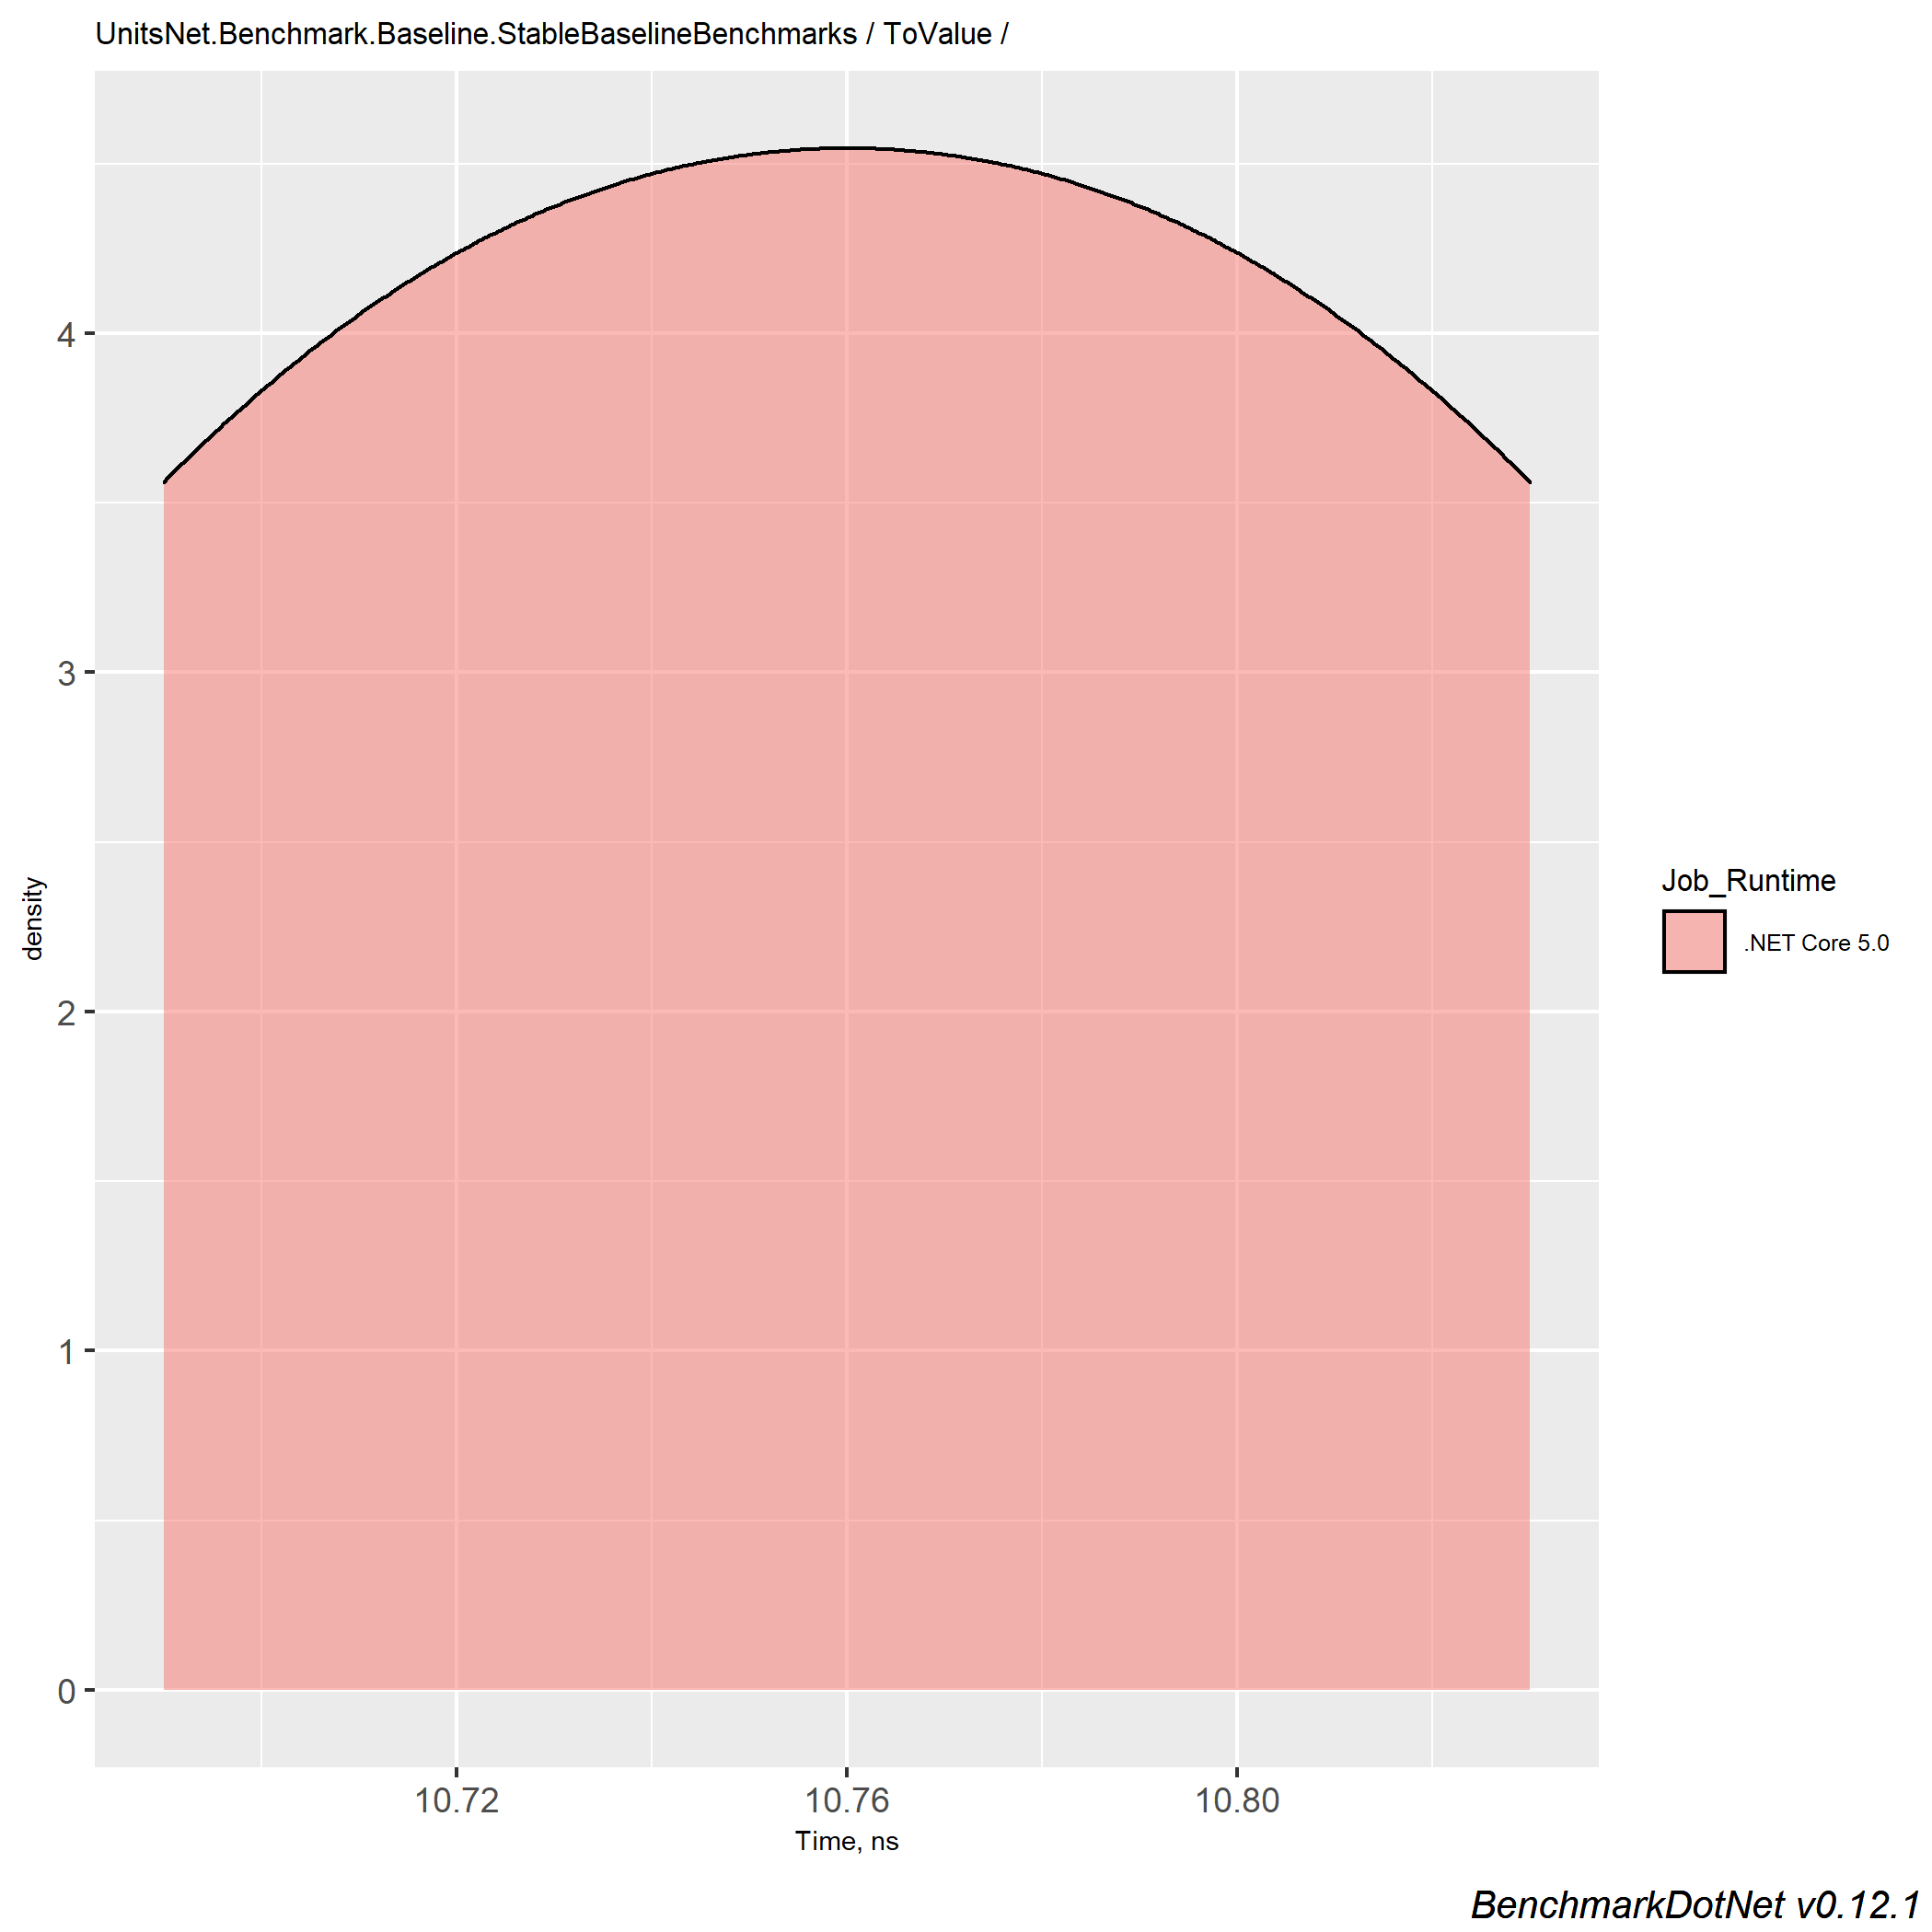 UnitsNet.Benchmark.Baseline.StableBaselineBenchmarks / ToValue /
4
3
2
1
0
density
10.72
10.76
10.80
Time, ns
Job_Runtime
.NET Core 5.0
BenchmarkDotNet v0.12.1